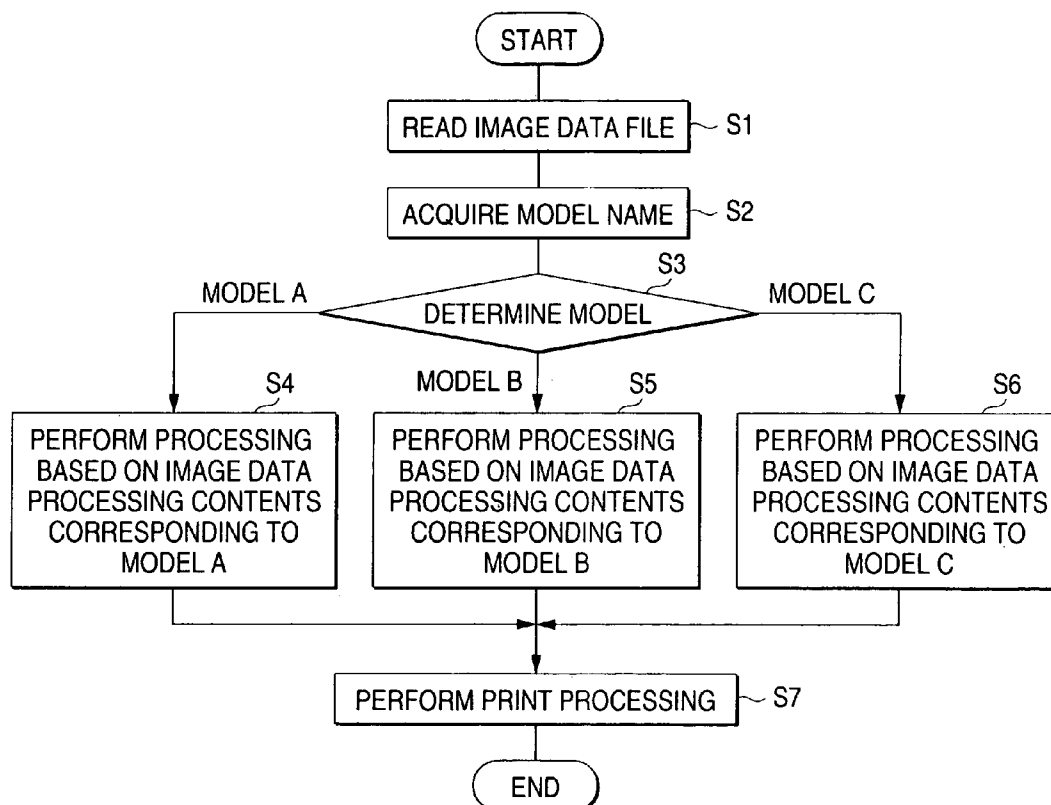 START
READ IMAGE DATA FILE
S1
ACQUIRE MODEL NAME
S2
S3
MODEL A
DETERMINE MODEL
MODEL C
MODEL B
S4
PERFORM PROCESSING
BASED ON IMAGE DATA
PROCESSING CONTENTS
CORRESPONDING TO
MODEL A
S5
PERFORM PROCESSING
BASED ON IMAGE DATA
PROCESSING CONTENTS
CORRESPONDING TO
MODEL B
S6
PERFORM PROCESSING
BASED ON IMAGE DATA
PROCESSING CONTENTS
CORRESPONDING TO
MODEL C
PERFORM PRINT PROCESSING
S7
END